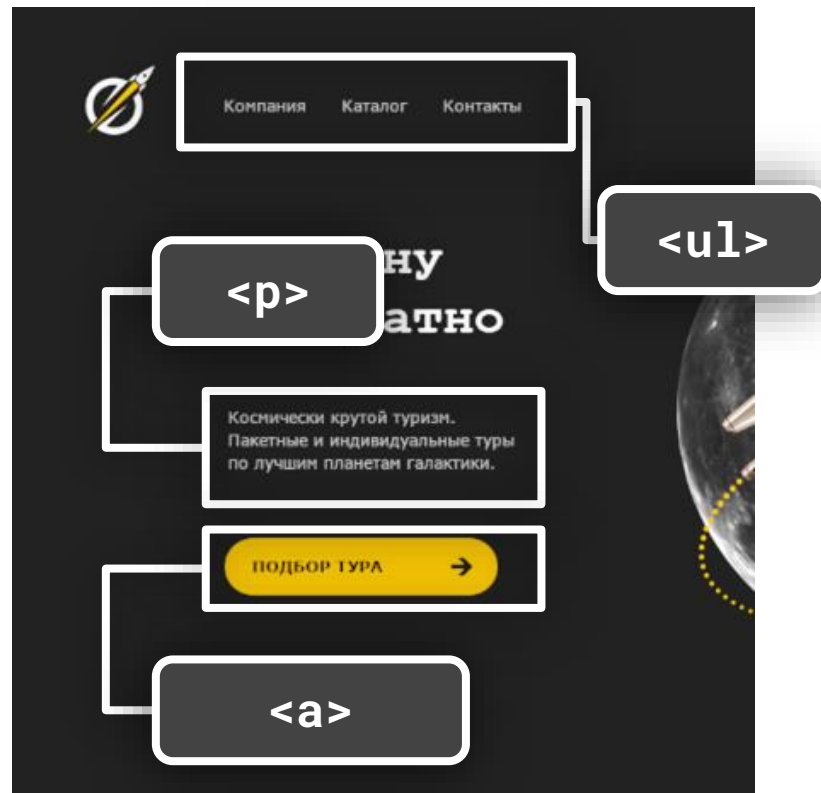 Компания Каталог Контакты
<ul>
<p>
ну
атно
Космически крутой туризм.
Пакетные и индивидуальные туры
по лучшим планетам галактики.
ПОДБОР ТУРА
<a>